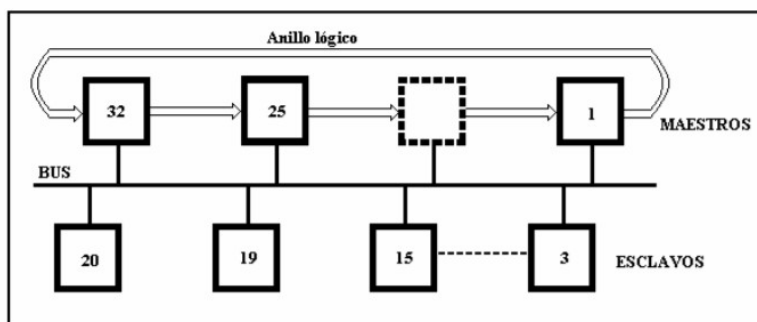 Anillo lógico
32 25 1
MAESTROS
BUS
20 19 15 3
ESCLAVOS